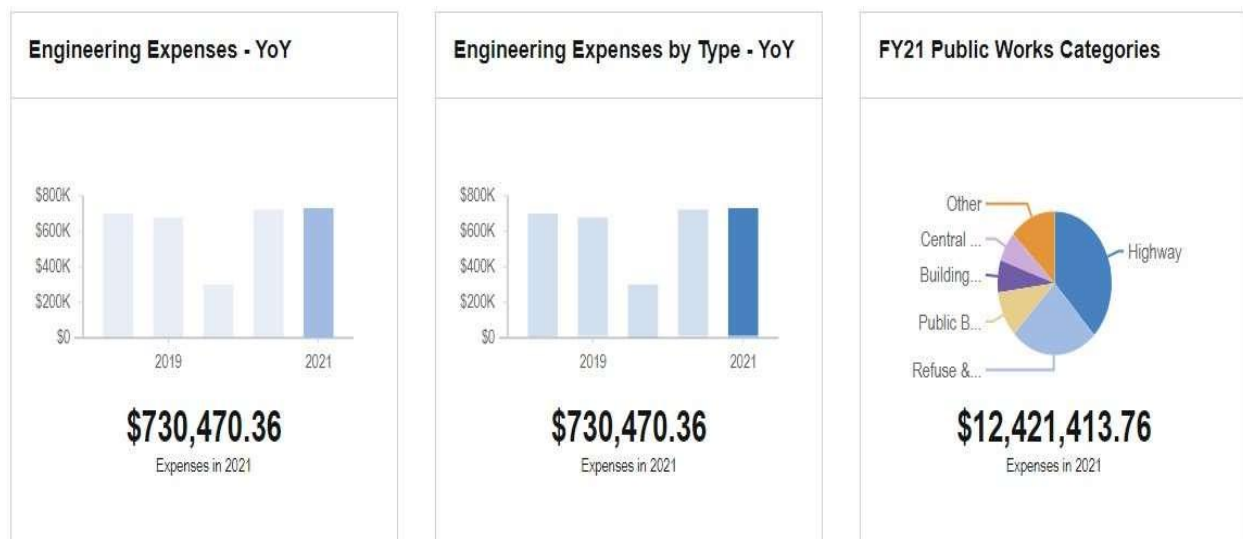 Engineering Expenses - YoY
$800K
$600K
$400K
$200K
$0
2019
2021
$730,470.36
Expenses in 2021
Engineering Expenses by Type - YoY
$800K
$600K
$400K
$200K
$0
2019
2021
$730,470.36
Expenses in 2021
FY21 Public Works Categories
Other
Central ...
Building...
Public B...
Refuse &...
Highway
$12,421,413.76
Expenses in 2021